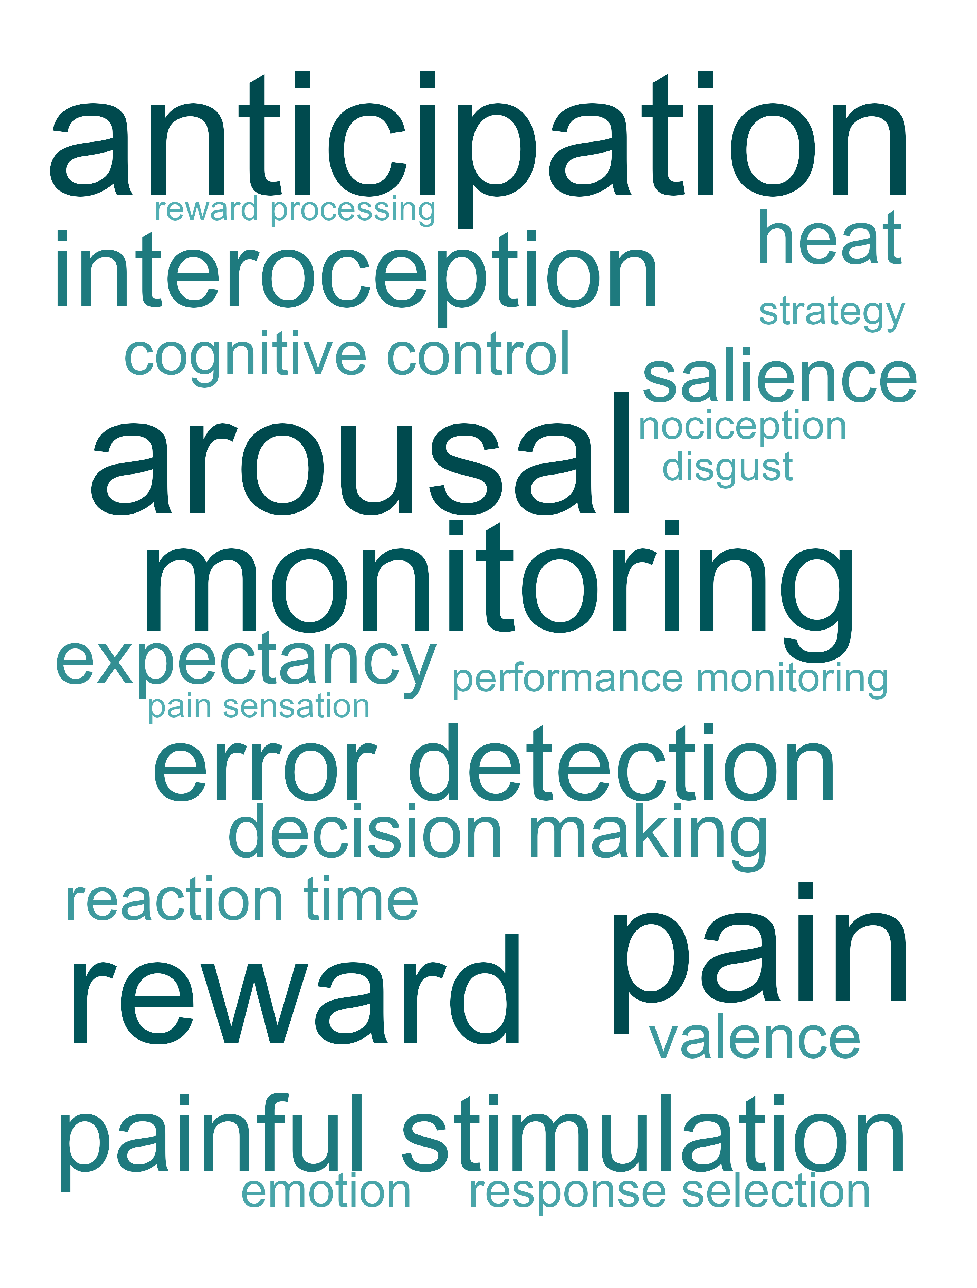 anticipation
reward processing
heat
interoception
strategy
cognitive control
salience
arousal
nociception
disgust
monitoring
expectancy
performance monitoring
pain sensation
error detection
decision making
reaction time
pain
reward
valence
painful stimulation
emotion
response selection